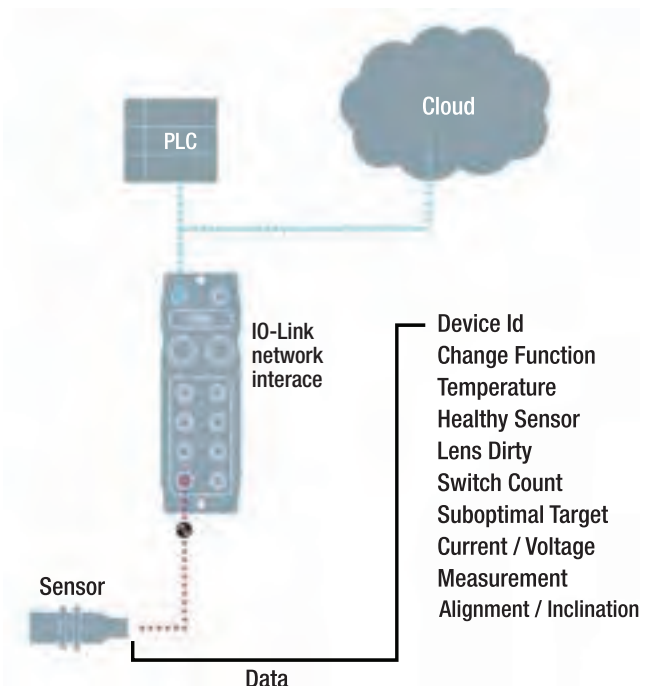 Cloud
PLC
IO-Link
network
interace
Device Id
Change Function
Temperature
Healthy Sensor
Lens Dirty
Switch Count
Suboptimal Target
Current / Voltage
Measurement
Alignment / Inclination
Sensor
Data